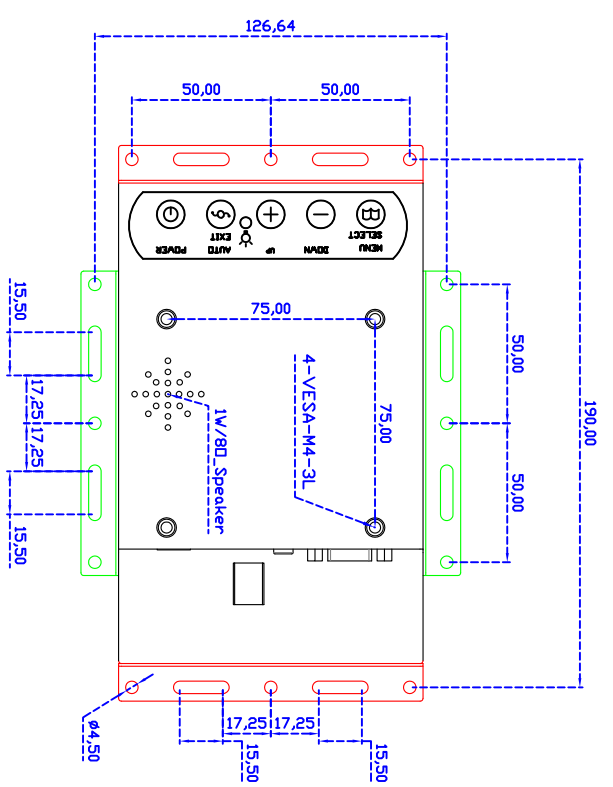 126,64
50,00
50,00
POWER
AUTO
EXIT
UP
DOWN
MENU
SELECT
75,00
75,00
4-VESA-M4-3L
1W/8Ω_Speaker
15,50
17,25
17,25
15,50
50,00
50,00
190,00
17,25
17,25
15,50
15,50
ø4,50